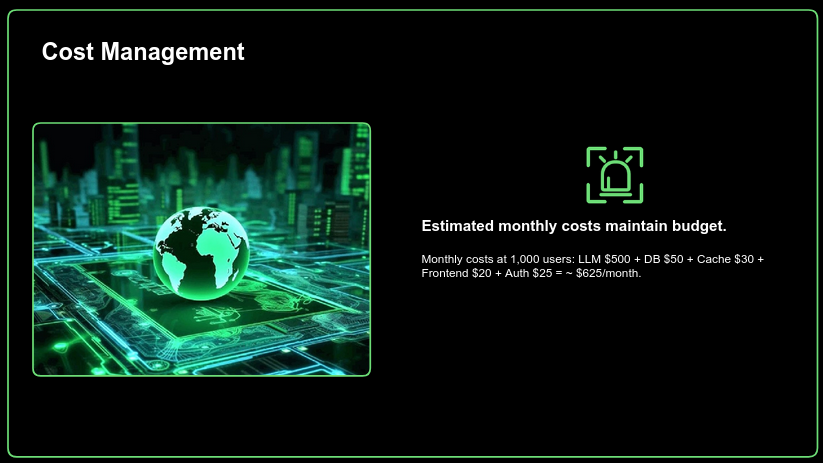 Cost Management
Estimated monthly costs maintain budget.
Monthly costs at 1,000 users: LLM $500 + DB $50 + Cache $30 +
Frontend $20 + Auth $25 = ~ $625/month.